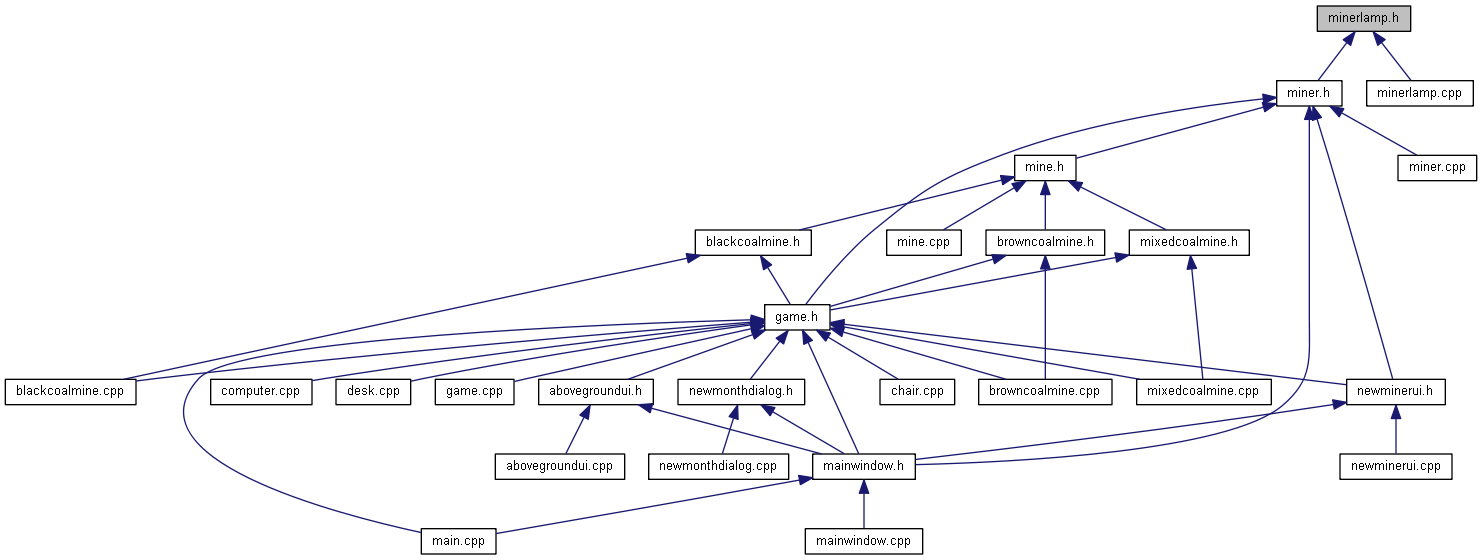 minerlamp.h
miner.h
minerlamp.cpp
mine.h
miner.cpp
blackcoalmine.h
mine.cpp
browncoalmine.h
mixedcoalmine.h
game.h
blackcoalmine.cpp
computer.cpp
desk.cpp
game.cpp
abovegroundui.h
newmonthdialog.h
chair.cpp
browncoalmine.cpp
mixedcoalmine.cpp
newminerui.h
abovegroundui.cpp
newmonthdialog.cpp
mainwindow.h
newminerui.cpp
main.cpp
mainwindow.cpp